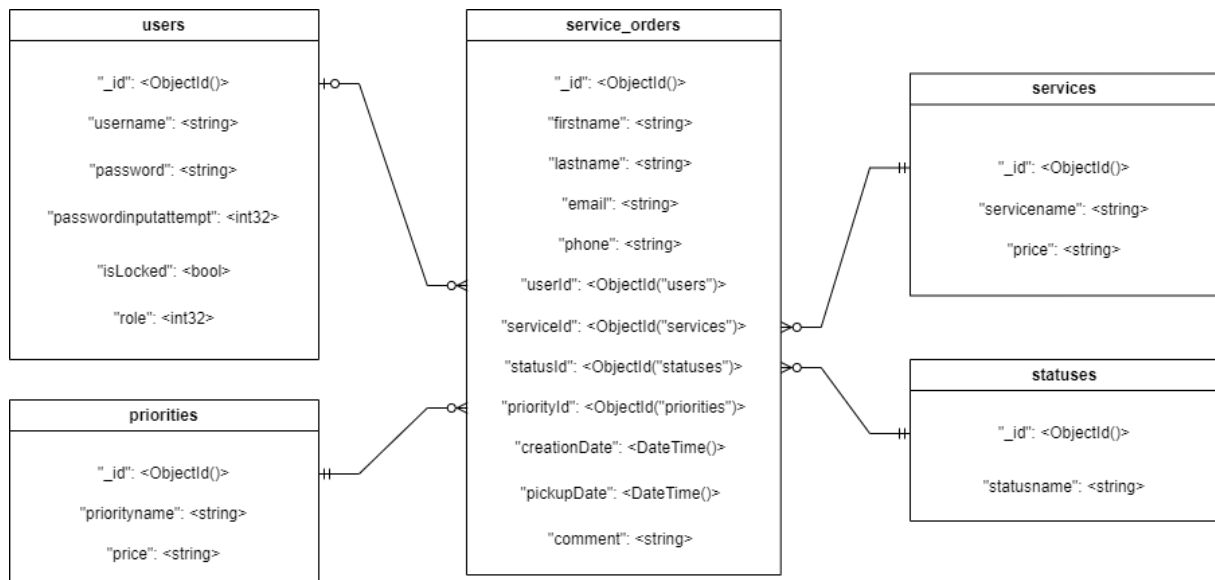 users
"_id": <ObjectId()>
"username": <string>
"password": <string>
"passwordinputattempt": <int32>
"isLocked": <bool>
"role": <int32>
priorities
"_id": <ObjectId()>
"priorityname": <string>
"price": <string>
service_orders
"_id": <ObjectId()>
"firstname": <string>
"lastname": <string>
"email": <string>
"phone": <string>
"userId": <ObjectId("users")>
"serviceId": <ObjectId("services")>
"statusId": <ObjectId("statuses")>
"priorityId": <ObjectId("priorities")>
"creationDate": <DateTime()>
"pickupDate": <DateTime()>
"comment": <string>
services
"_id": <ObjectId()>
"servicename": <string>
"price": <string>
statuses
"_id": <ObjectId()>
"statusname": <string>